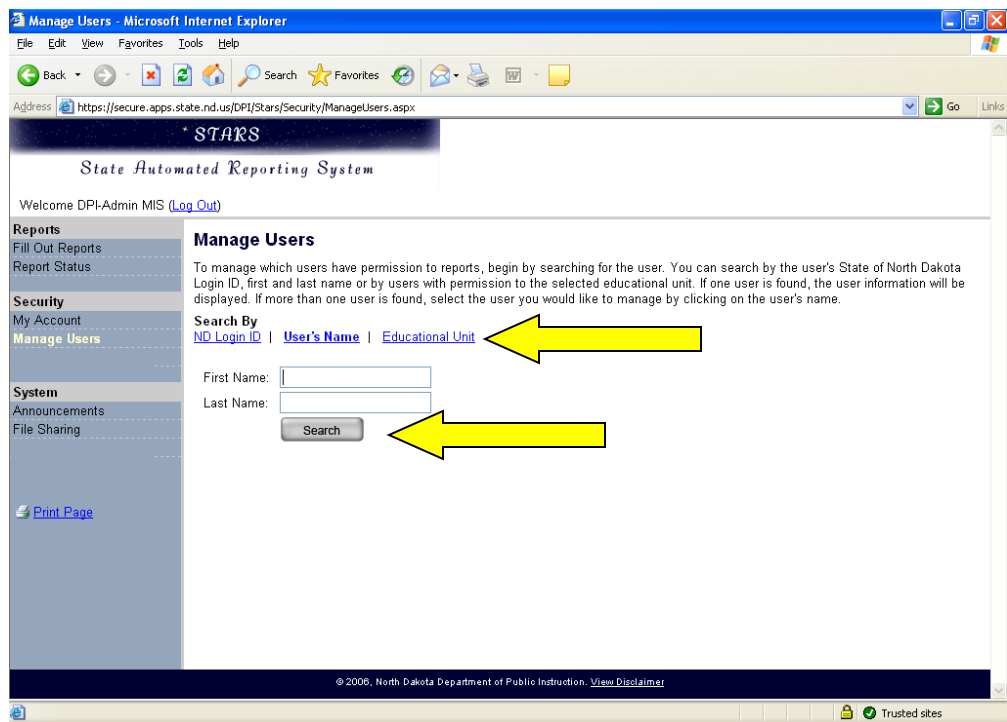 Manage Users - Microsoft Internet Explorer
File Edit View Favorites Tools Help
Back Search Favorites
Address https://secure.apps.state.nd.us/DPI/Stars/Security/ManageUsers.aspx Go Links
* STARS
State Automated Reporting System
Welcome DPI-Admin MIS (Log Out)
Reports
Fill Out Reports
Report Status
Security
My Account
Manage Users
System
Announcements
File Sharing
Print Page
Manage Users
To manage which users have permission to reports, begin by searching for the user. You can search by the user's State of North Dakota
Login ID, first and last name or by users with permission to the selected educational unit. If one user is found, the user information will be
displayed. If more than one user is found, select the user you would like to manage by clicking on the user's name.
Search By
ND Login ID | User's Name | Educational Unit
First Name:
Last Name:
Search
© 2006, North Dakota Department of Public Instruction. View Disclaimer
Trusted sites